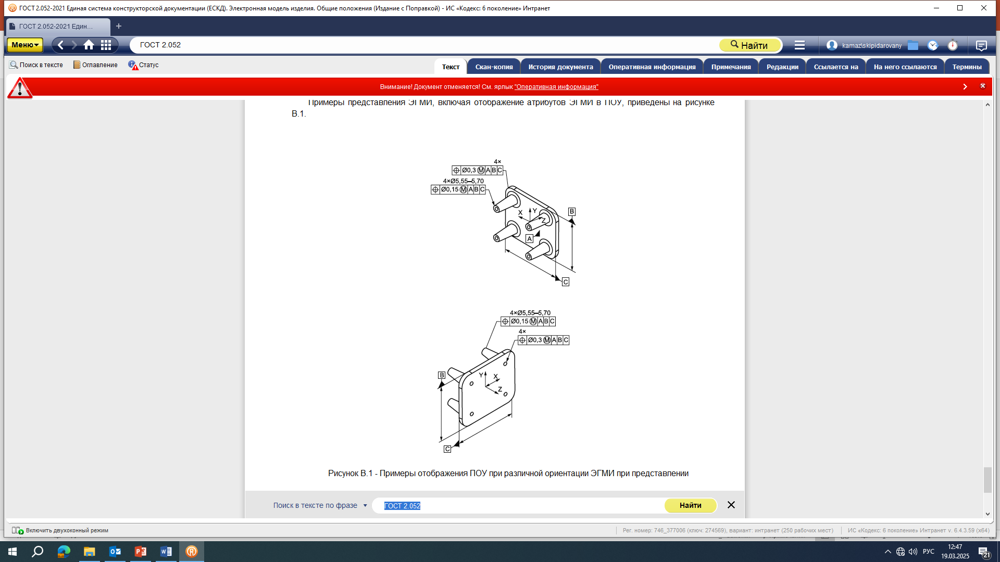 ГОСТ 2.052-2021 Единая система конструкторской документации (ЕСКД). Электронная модель изделия. Общие положения (Издание с Поправкой) - ИС «Кодекс: 6 поколение» Интранет
ГОСТ 2.052-2021 Един...
Меню
ГОСТ 2.052
Найти
kamaz\skipidarovany
Поиск в тексте
Оглавление
Статус
Текст
Скан-копия
История документа
Оперативная информация
Примечания
Редакции
Ссылается на
На него ссылаются
Термины
Внимание! Документ отменяется! См. ярлык "Оперативная информация"
Примеры представления ЭГМИ, включая отображение атрибутов ЭГМИ в ПОУ, приведены на рисунке
В.1.
4×
Ø0,3 Ⓜ A B C
4×Ø5,55–5,70
Ø0,15 Ⓜ A B C
X
Y
Z
B
A
C
4×Ø5,55–5,70
Ø0,15 Ⓜ A B C
4×
Ø0,3 Ⓜ A B C
B
Y
X
Z
C
Рисунок В.1 - Примеры отображения ПОУ при различной ориентации ЭГМИ при представлении
Поиск в тексте по фразе
ГОСТ 2.052
Найти
Включить двухоконный режим
Рег. номер: 746_377006 (ключ: 274569), вариант: интранет (250 рабочих мест)
ИС «Кодекс: 6 поколение» Интранет v. 6.4.3.59 (x64)
РУС
12:47
19.03.2025
21